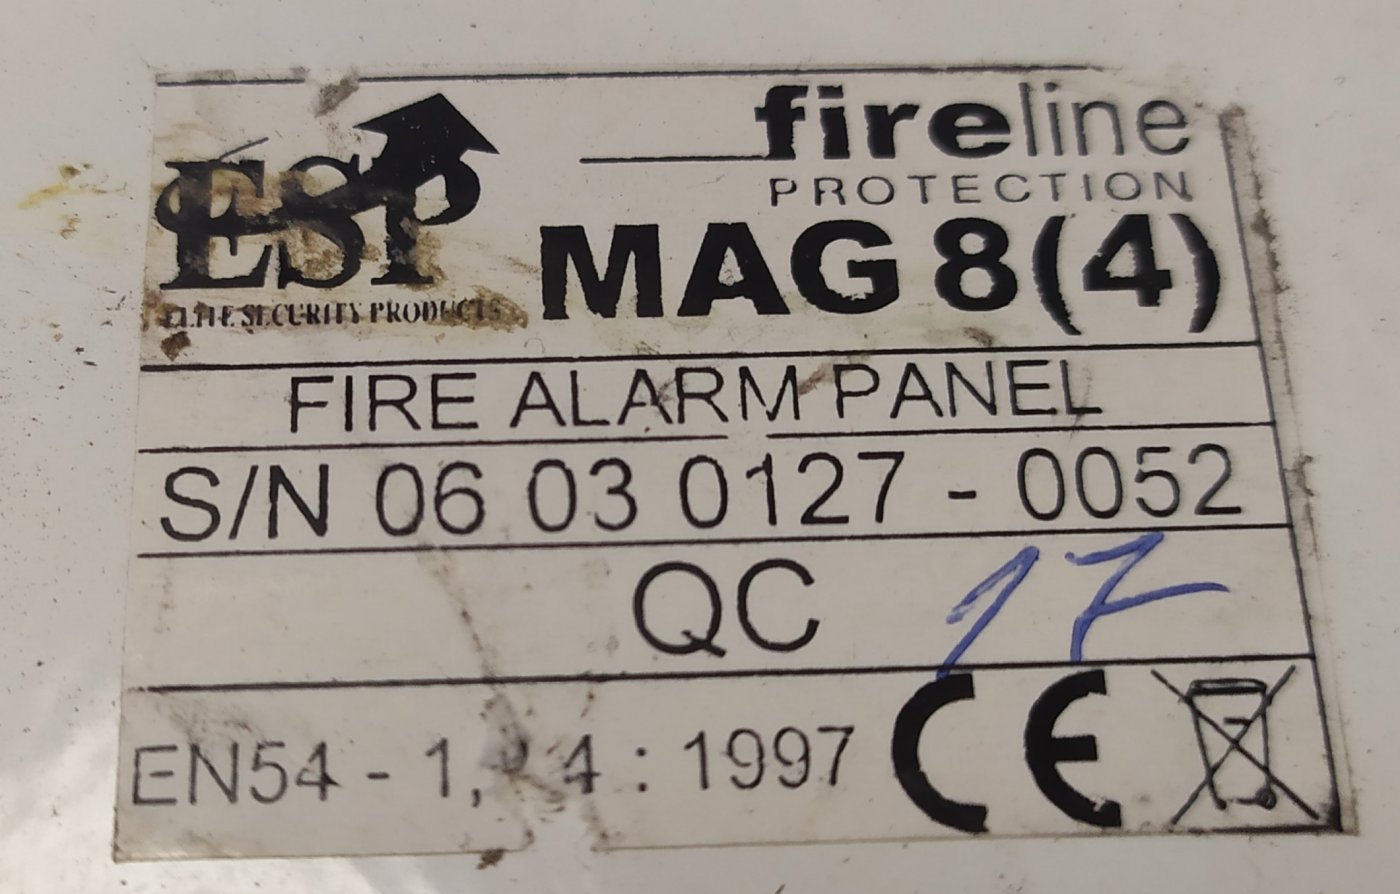 fireline
PROTECTION
ESP
ELITE SECURITY PRODUCTS
MAG 8 (4)
FIRE ALARM PANEL
S/N 06 03 0127 - 0052
QC 17
EN54 - 1, 4 : 1997 CE